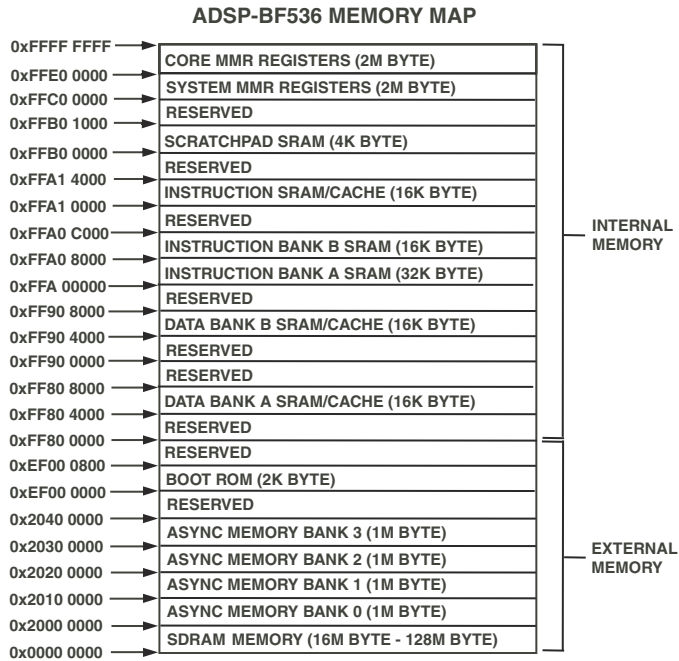 ADSP-BF536 MEMORY MAP
0xFFFF FFFF
CORE MMR REGISTERS (2M BYTE)
0xFFE0 0000
SYSTEM MMR REGISTERS (2M BYTE)
0xFFC0 0000
RESERVED
0xFFB0 1000
SCRATCHPAD SRAM (4K BYTE)
0xFFB0 0000
RESERVED
0xFFA1 4000
INSTRUCTION SRAM/CACHE (16K BYTE)
0xFFA1 0000
RESERVED
0xFFA0 C000
INSTRUCTION BANK B SRAM (16K BYTE)
0xFFA0 8000
INSTRUCTION BANK A SRAM (32K BYTE)
0xFFA 00000
RESERVED
0xFF90 8000
DATA BANK B SRAM/CACHE (16K BYTE)
0xFF90 4000
RESERVED
0xFF90 0000
RESERVED
0xFF80 8000
DATA BANK A SRAM/CACHE (16K BYTE)
0xFF80 4000
RESERVED
0xFF80 0000
RESERVED
0xEF00 0800
BOOT ROM (2K BYTE)
0xEF00 0000
RESERVED
0x2040 0000
ASYNC MEMORY BANK 3 (1M BYTE)
0x2030 0000
ASYNC MEMORY BANK 2 (1M BYTE)
0x2020 0000
ASYNC MEMORY BANK 1 (1M BYTE)
0x2010 0000
ASYNC MEMORY BANK 0 (1M BYTE)
0x2000 0000
SDRAM MEMORY (16M BYTE - 128M BYTE)
0x0000 0000
INTERNAL
MEMORY
EXTERNAL
MEMORY